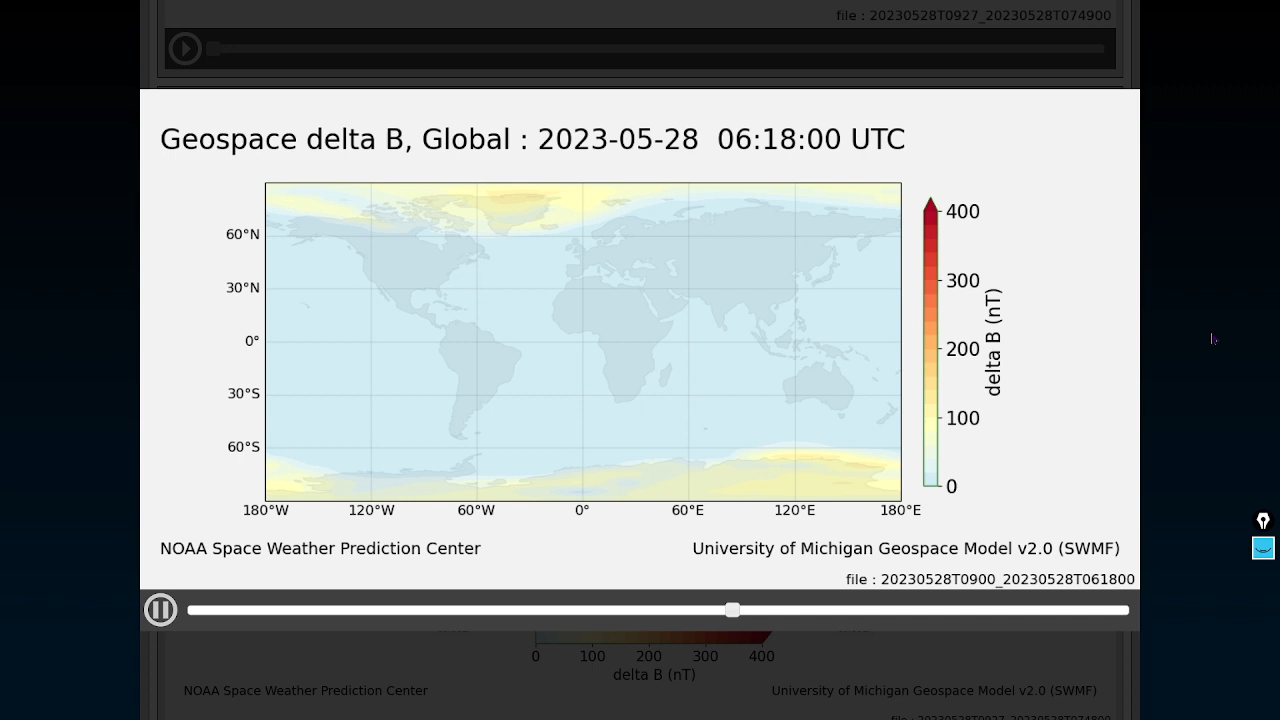 file : 20230528T0927_20230528T074900
Geospace delta B, Global : 2023-05-28  06:18:00 UTC
60°N
30°N
0°
30°S
60°S
180°W 120°W 60°W 0° 60°E 120°E 180°E
400
300
200
100
0
delta B (nT)
NOAA Space Weather Prediction Center
University of Michigan Geospace Model v2.0 (SWMF)
file : 20230528T0900_20230528T061800
0 100 200 300 400
delta B (nT)
NOAA Space Weather Prediction Center
University of Michigan Geospace Model v2.0 (SWMF)
file : 20230528T0927_20230528T074800